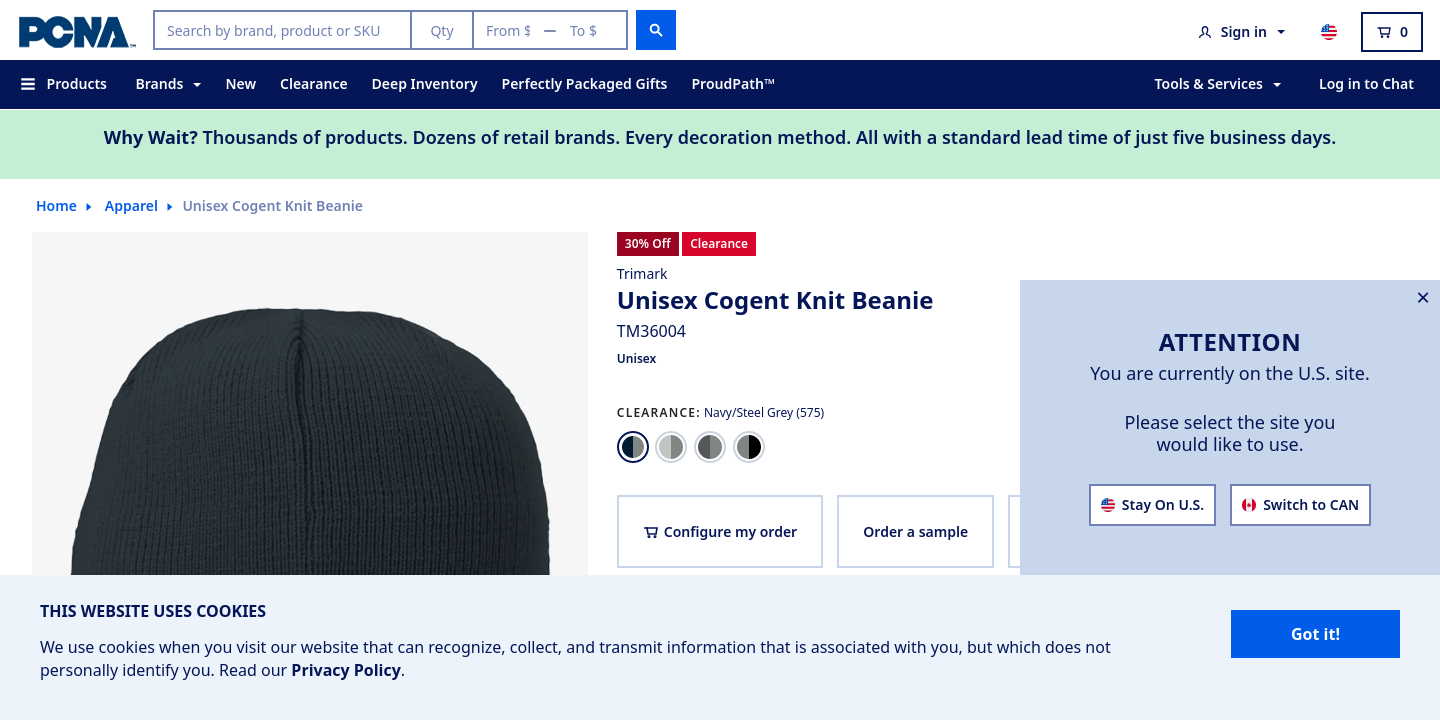 PCNA™
Search by brand, product or SKU
Qty
From $ — To $
Sign in
0
Products
Brands
New
Clearance
Deep Inventory
Perfectly Packaged Gifts
ProudPath™
Tools & Services
Log in to Chat
Why Wait? Thousands of products. Dozens of retail brands. Every decoration method. All with a standard lead time of just five business days.
Home
Apparel
Unisex Cogent Knit Beanie
30% Off
Clearance
Trimark
Unisex Cogent Knit Beanie
TM36004
Unisex
CLEARANCE: Navy/Steel Grey (575)
Configure my order
Order a sample
×
ATTENTION
You are currently on the U.S. site.
Please select the site you
would like to use.
Stay On U.S.
Switch to CAN
THIS WEBSITE USES COOKIES
We use cookies when you visit our website that can recognize, collect, and transmit information that is associated with you, but which does not
personally identify you. Read our Privacy Policy.
Got it!